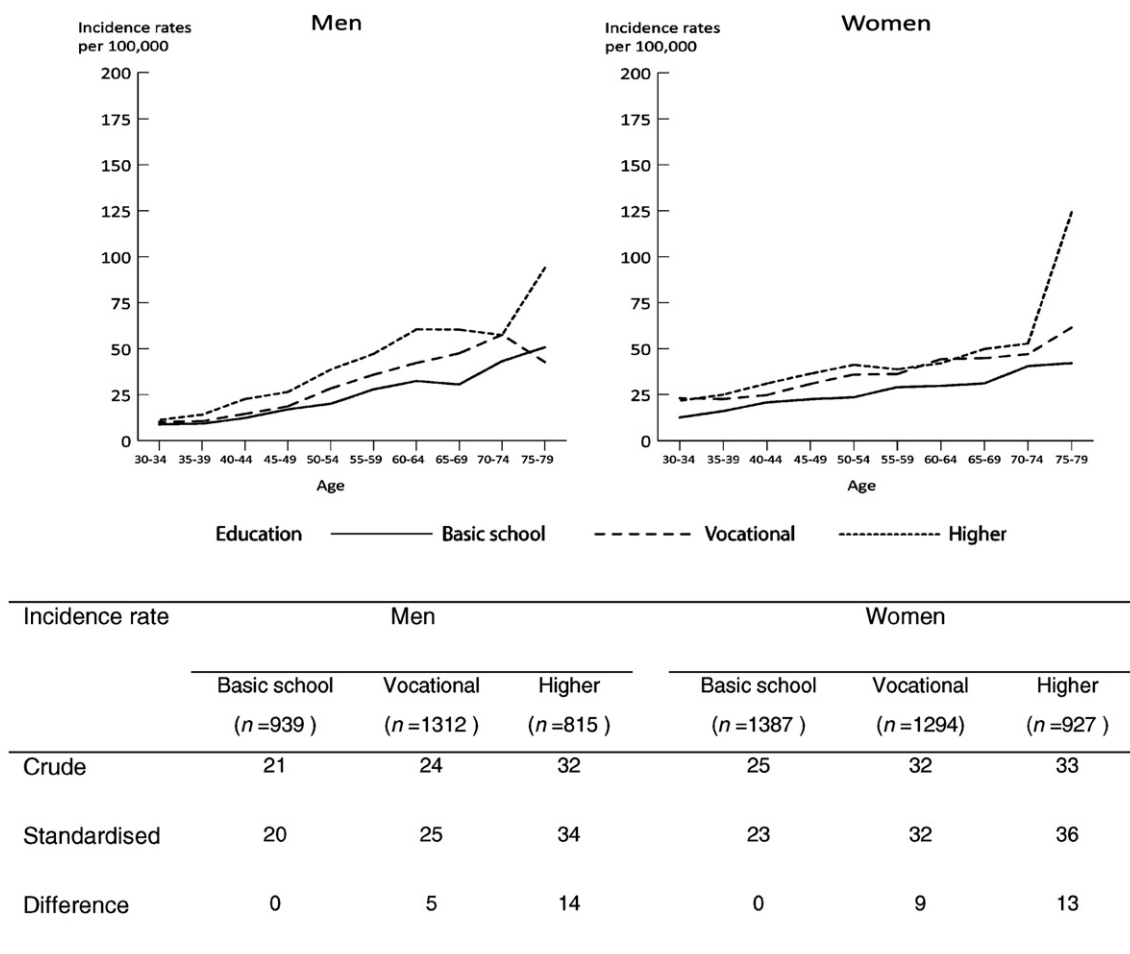 Men
Incidence rates
per 100,000
200
175
150
125
100
75
50
25
0
30-34 35-39 40-44 45-49 50-54 55-59 60-64 65-69 70-74 75-79
Age
Women
Incidence rates
per 100,000
200
175
150
125
100
75
50
25
0
30-34 35-39 40-44 45-49 50-54 55-59 60-64 65-69 70-74 75-79
Age
Education Basic school Vocational Higher
Incidence rate Men Women
Basic school Vocational Higher Basic school Vocational Higher
(n =939 ) (n =1312 ) (n =815 ) (n =1387 ) (n =1294) (n =927 )
Crude 21 24 32 25 32 33
Standardised 20 25 34 23 32 36
Difference 0 5 14 0 9 13